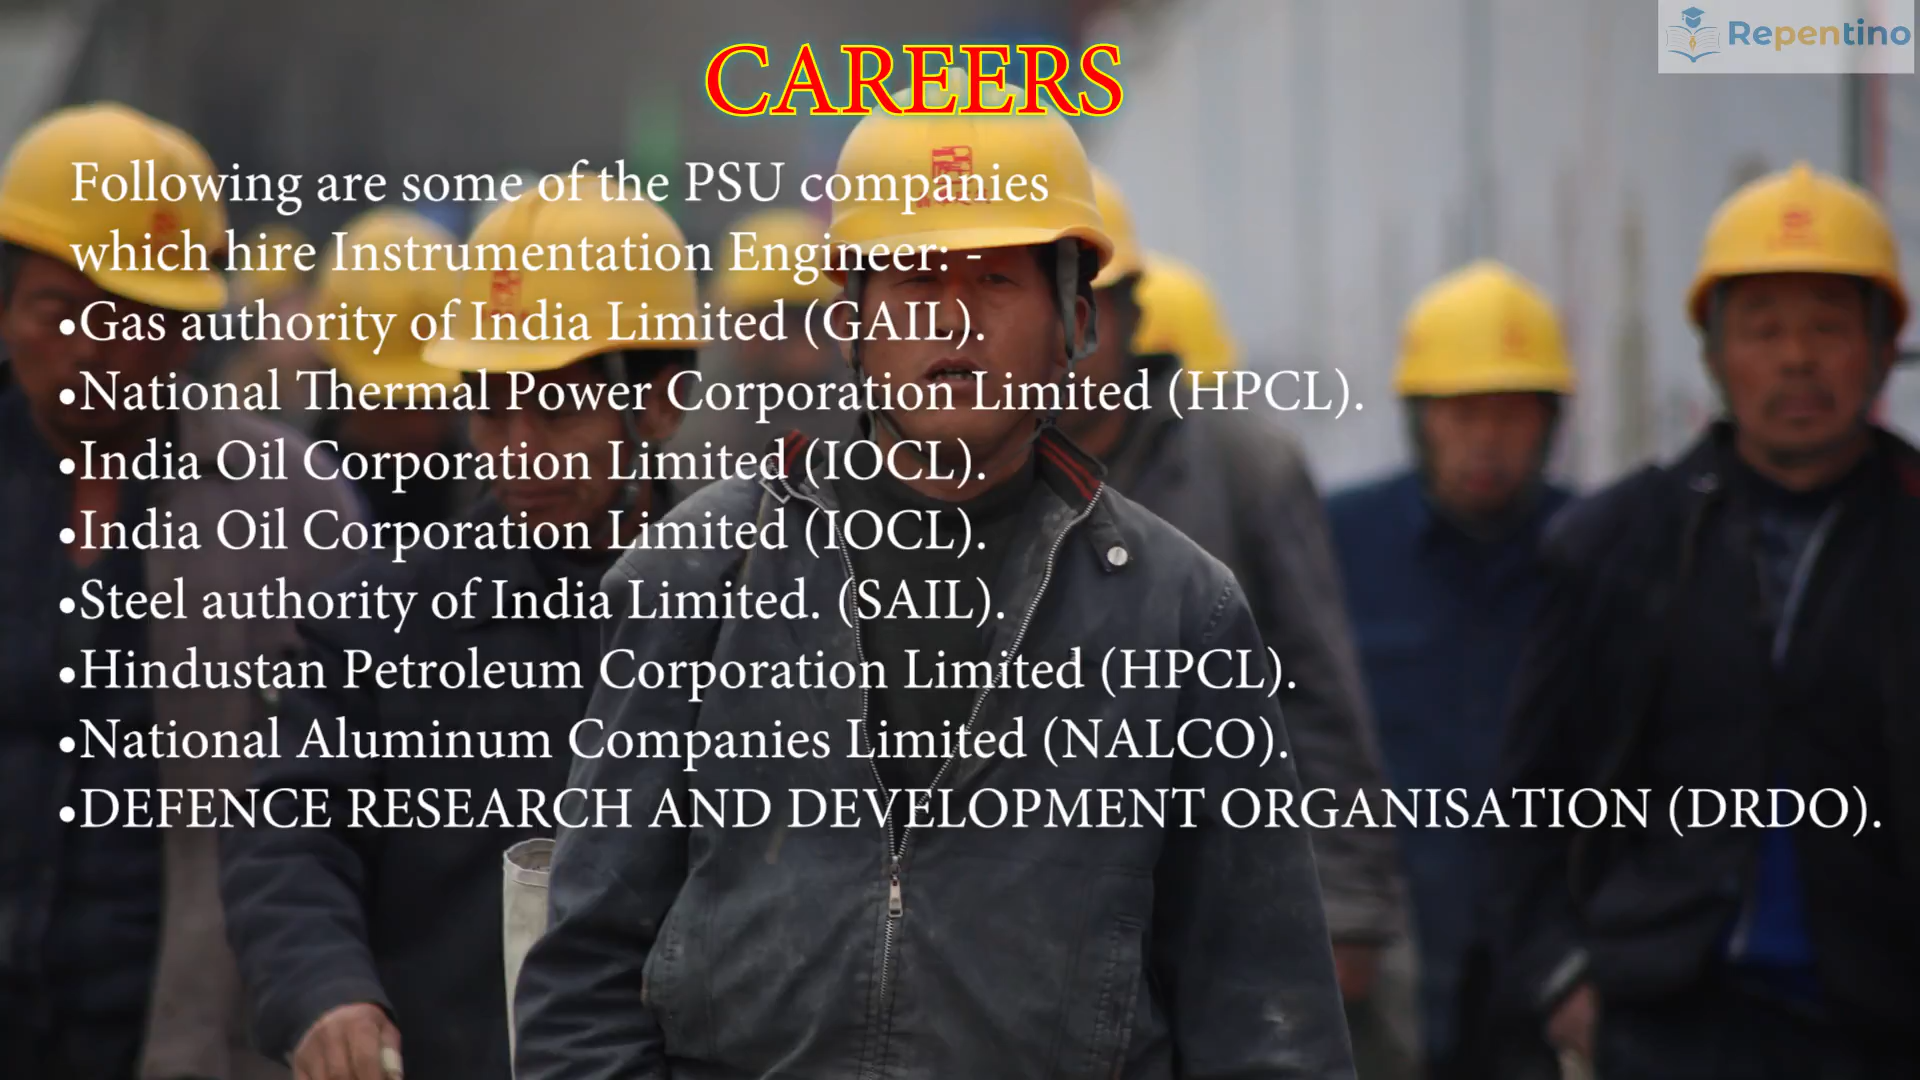 Repentino
CAREERS
Following are some of the PSU companies
which hire Instrumentation Engineer: -
•Gas authority of India Limited (GAIL).
•National Thermal Power Corporation Limited (HPCL).
•India Oil Corporation Limited (IOCL).
•India Oil Corporation Limited (IOCL).
•Steel authority of India Limited. (SAIL).
•Hindustan Petroleum Corporation Limited (HPCL).
•National Aluminum Companies Limited (NALCO).
•DEFENCE RESEARCH AND DEVELOPMENT ORGANISATION (DRDO).